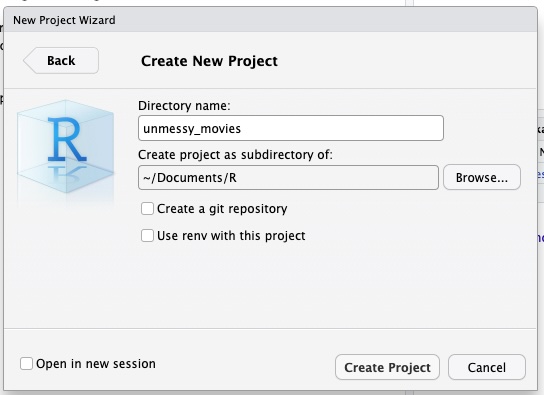 New Project Wizard
Back
Create New Project
R
Directory name:
unmessy_movies
Create project as subdirectory of:
~/Documents/R
Browse...
Create a git repository
Use renv with this project
Open in new session
Create Project
Cancel